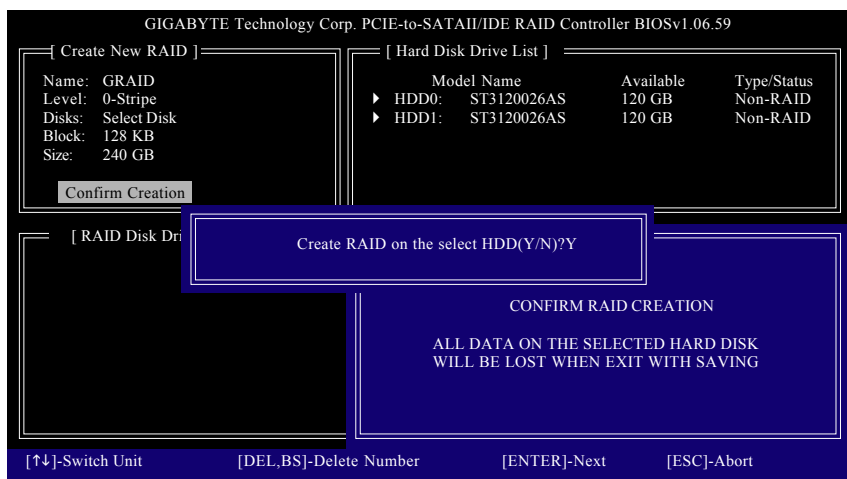 GIGABYTE Technology Corp. PCIE-to-SATAII/IDE RAID Controller BIOSv1.06.59
[ Create New RAID ]
Name: GRAID
Level: 0-Stripe
Disks: Select Disk
Block: 128 KB
Size: 240 GB
Confirm Creation
[ Hard Disk Drive List ]
Model Name Available Type/Status
HDD0: ST3120026AS 120 GB Non-RAID
HDD1: ST3120026AS 120 GB Non-RAID
[ RAID Disk Dri
Create RAID on the select HDD(Y/N)?Y
CONFIRM RAID CREATION
ALL DATA ON THE SELECTED HARD DISK
WILL BE LOST WHEN EXIT WITH SAVING
[↑↓]-Switch Unit [DEL,BS]-Delete Number [ENTER]-Next [ESC]-Abort